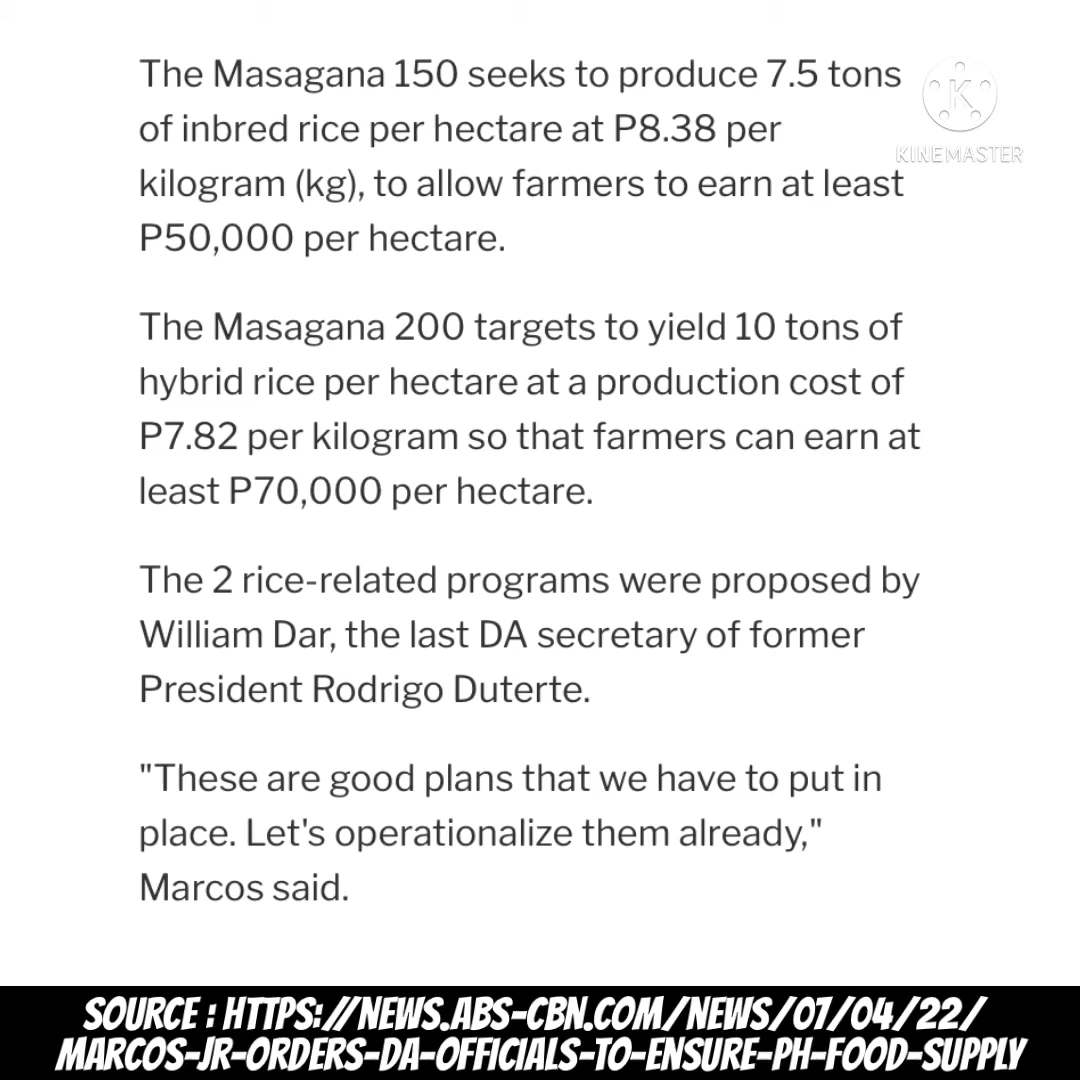 The Masagana 150 seeks to produce 7.5 tons
of inbred rice per hectare at P8.38 per
kilogram (kg), to allow farmers to earn at least
P50,000 per hectare.
K
KINEMASTER
The Masagana 200 targets to yield 10 tons of
hybrid rice per hectare at a production cost of
P7.82 per kilogram so that farmers can earn at
least P70,000 per hectare.
The 2 rice-related programs were proposed by
William Dar, the last DA secretary of former
President Rodrigo Duterte.
"These are good plans that we have to put in
place. Let's operationalize them already,"
Marcos said.
SOURCE : HTTPS://NEWS.ABS-CBN.COM/NEWS/07/04/22/
MARCOS-JR-ORDERS-DA-OFFICIALS-TO-ENSURE-PH-FOOD-SUPPLY